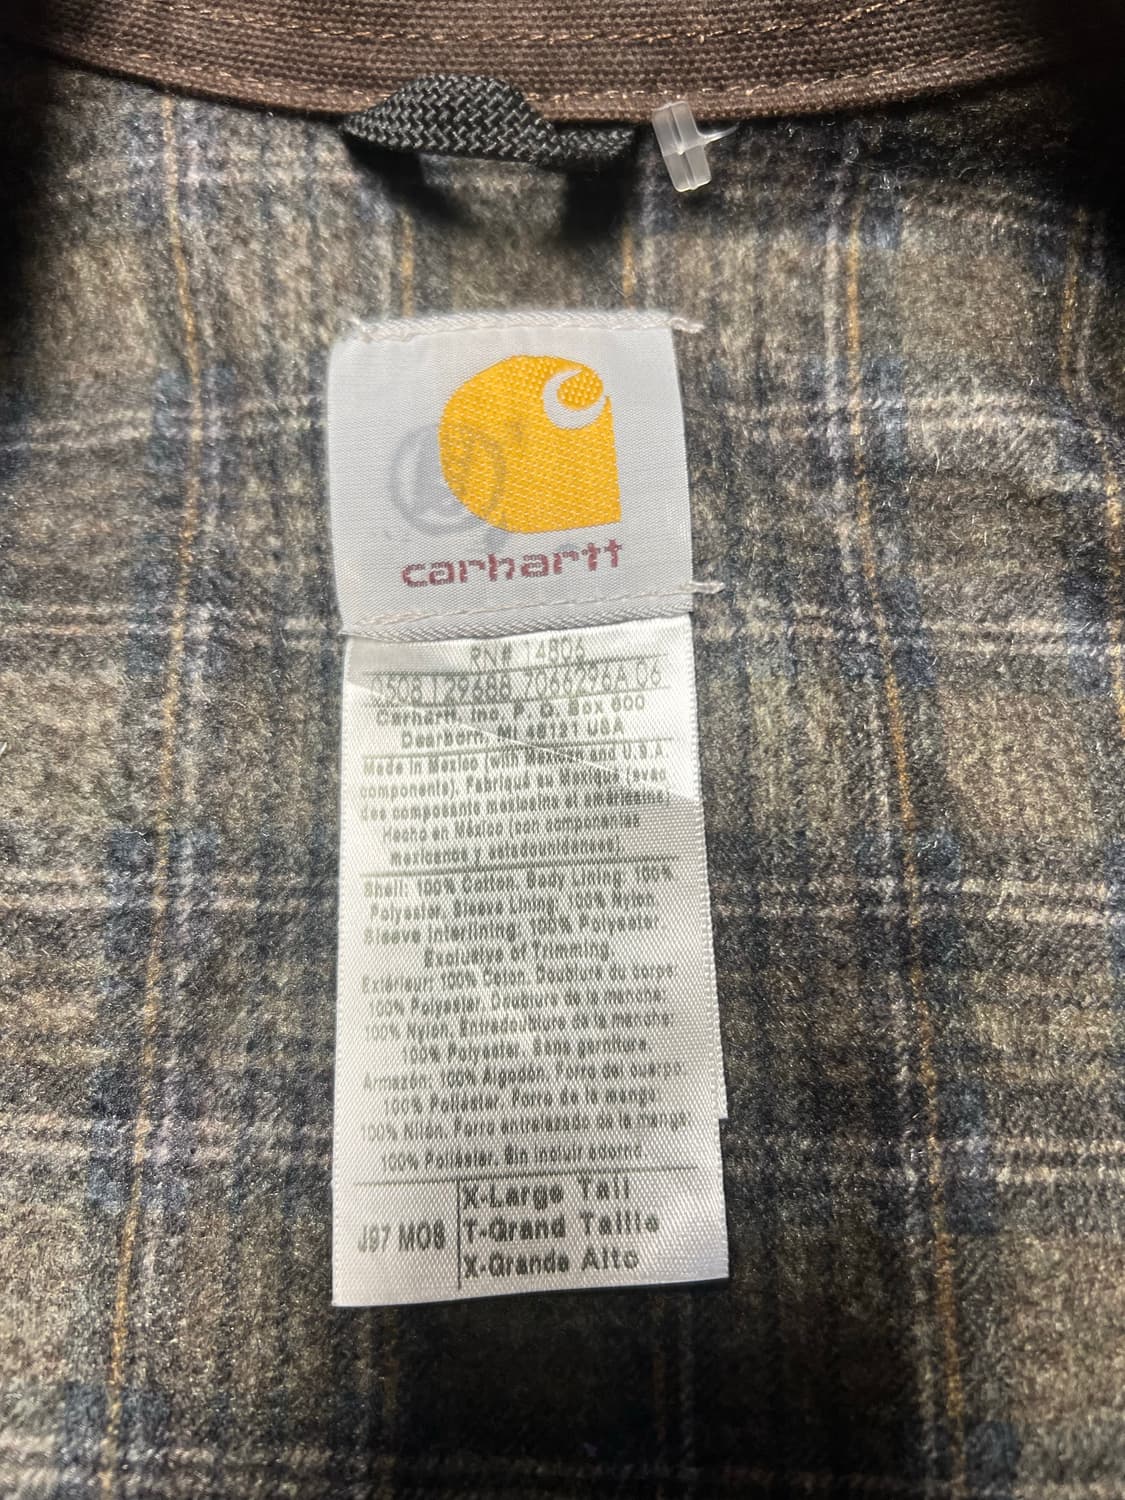 carhartt
RN# 14806
3508 129688 7066296A 06
Carhartt, Inc. P. O. Box 600
Dearborn, MI 48121 USA
Made in Mexico (with Mexican and U.S.A.
components). Fabriqué au Mexique (avec
des composants mexicains et américains)
Hecho en México (con componentes
mexicanos y estadounidenses)
Shell: 100% Cotton. Body Lining: 100%
Polyester. Sleeve Lining: 100% Nylon
Sleeve Interlining: 100% Polyester
Exclusive of Trimming.
Extérieur: 100% Coton. Doublure du corps:
100% Polyester. Doublure de la manche:
100% Nylon. Entredoublure de la manche:
100% Polyester. Sans garniture.
Armazón: 100% Algodón. Forro del cuerpo:
100% Poliéster. Forro de la manga:
100% Nilón. Forro entrelazado de la manga:
100% Poliéster. Sin incluir adorno.
J97 MOB
X-Large Tall
T-Grand Taille
X-Grande Alto